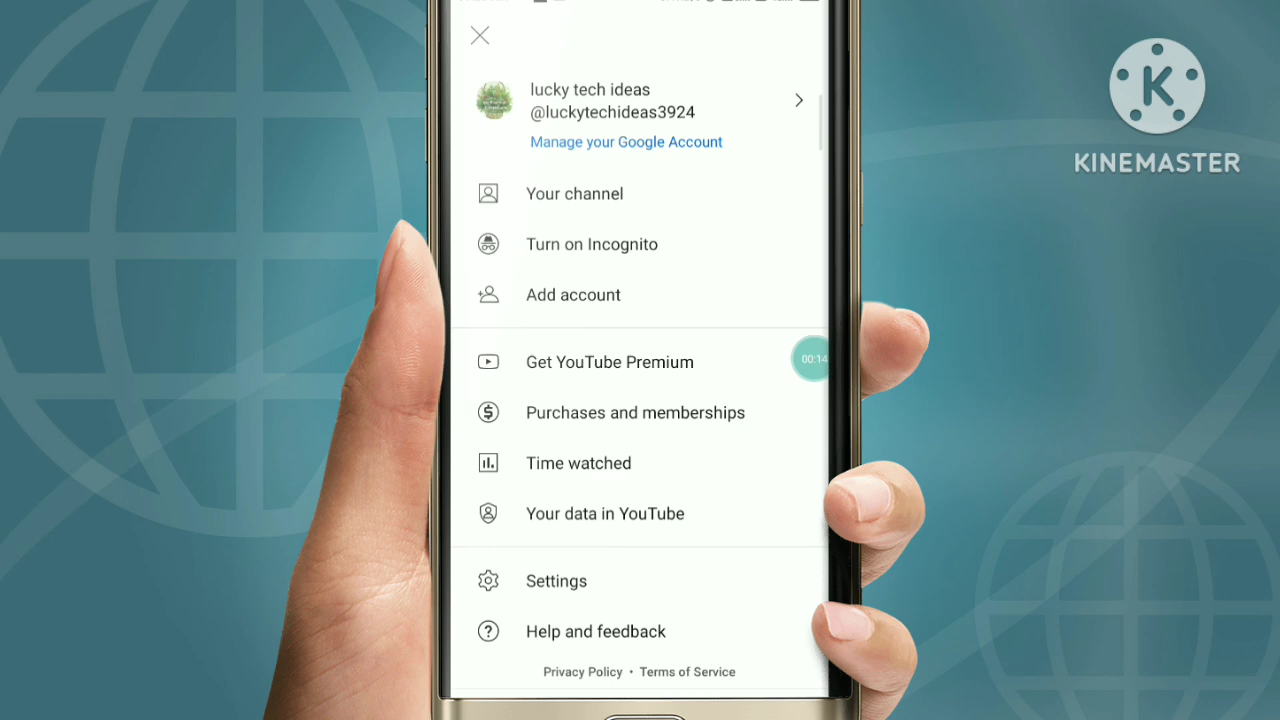 lucky tech ideas
@luckytechideas3924
Manage your Google Account
Your channel
Turn on Incognito
Add account
Get YouTube Premium
00:14
Purchases and memberships
Time watched
Your data in YouTube
Settings
Help and feedback
Privacy Policy • Terms of Service
K
KINEMASTER